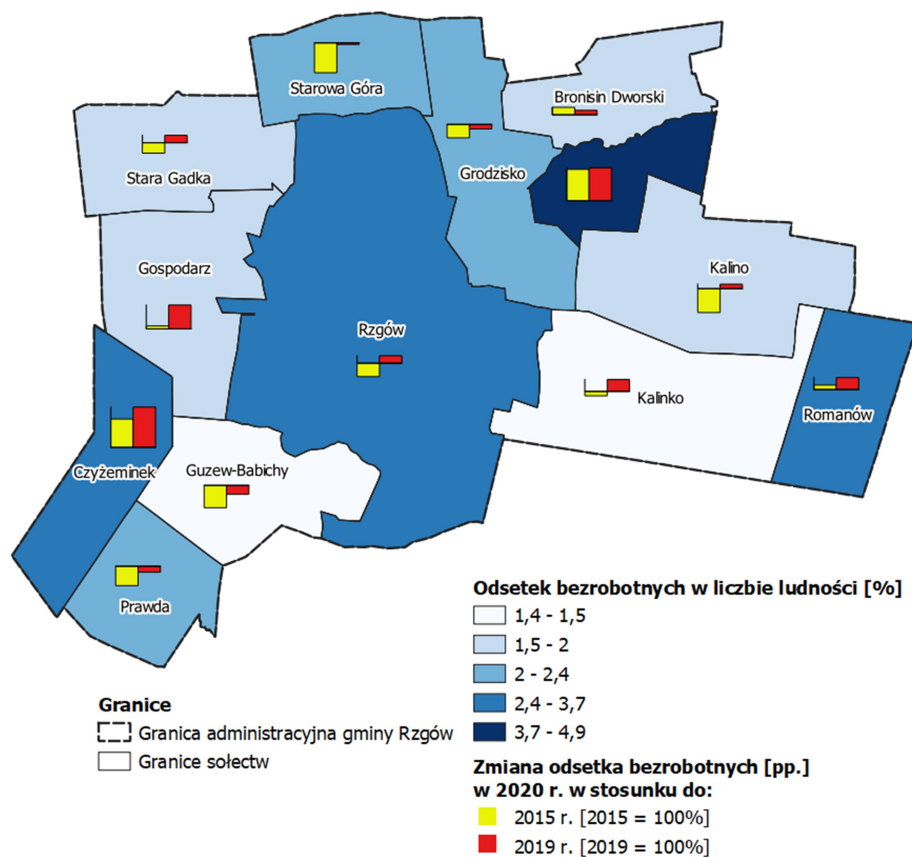 Starowa Góra
Bronisin Dworski
Stara Gadka
Grodzisko
Gospodarz
Kalino
Rzgów
Kalinko
Romanów
Czyżeminek
Guzew-Babichy
Prawda
Odsetek bezrobotnych w liczbie ludności [%]
1,4 - 1,5
1,5 - 2
2 - 2,4
2,4 - 3,7
3,7 - 4,9
Granice
Granica administracyjna gminy Rzgów
Granice sołectw
Zmiana odsetka bezrobotnych [pp.]
w 2020 r. w stosunku do:
2015 r. [2015 = 100%]
2019 r. [2019 = 100%]